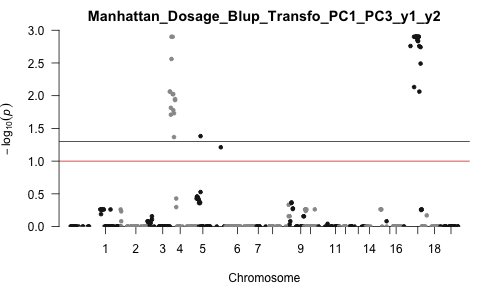 Manhattan_Dosage_Blup_Transfo_PC1_PC3_y1_y2
3.0
2.5
2.0
1.5
1.0
0.5
0.0
− log₁₀(p)
1 2 3 4 5 6 7 9 11 14 16 18
Chromosome